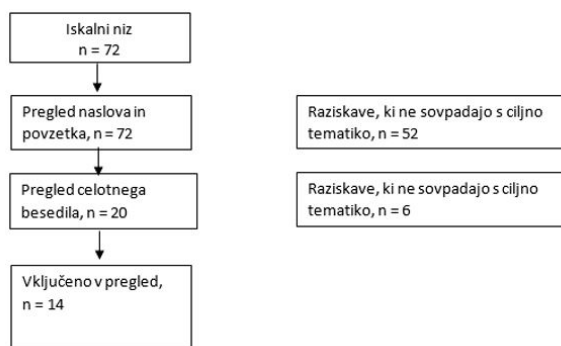 Iskalni niz
n = 72
Pregled naslova in
povzetka, n = 72
Raziskave, ki ne sovpadajo s ciljno
tematiko, n = 52
Pregled celotnega
besedila, n = 20
Raziskave, ki ne sovpadajo s ciljno
tematiko, n = 6
Vključeno v pregled,
n = 14